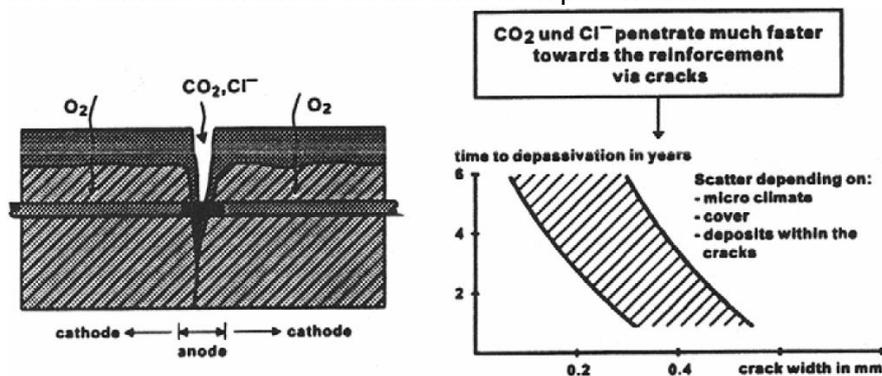 CO2, Cl−
O2
O2
cathode
anode
cathode
CO2 und Cl− penetrate much faster
towards the reinforcement
via cracks
time to depassivation in years
6
4
2
Scatter depending on:
- micro climate
- cover
- deposits within the
cracks
0.2
0.4
crack width in mm